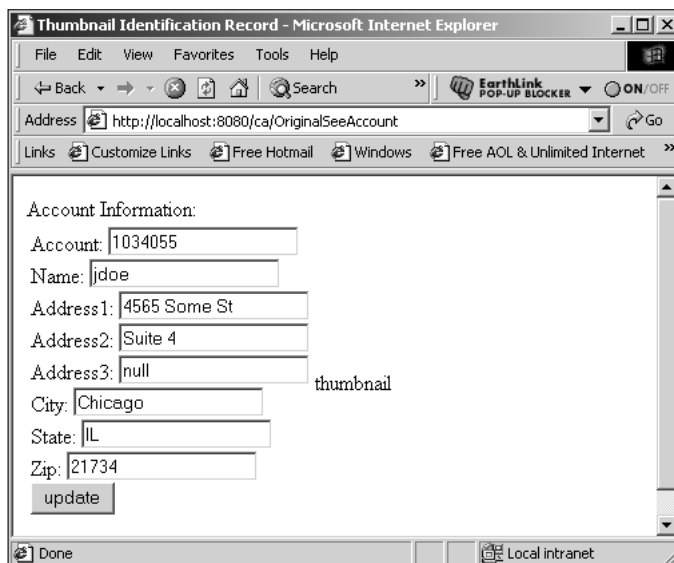 Thumbnail Identification Record - Microsoft Internet Explorer
File Edit View Favorites Tools Help
Back Search » EarthLink POP-UP BLOCKER ON/OFF
Address http://localhost:8080/ca/OriginalSeeAccount Go
Links Customize Links Free Hotmail Windows Free AOL & Unlimited Internet »
Account Information:
Account: 1034055
Name: jdoe
Address1: 4565 Some St
Address2: Suite 4
Address3: null
thumbnail
City: Chicago
State: IL
Zip: 21734
update
Done Local intranet